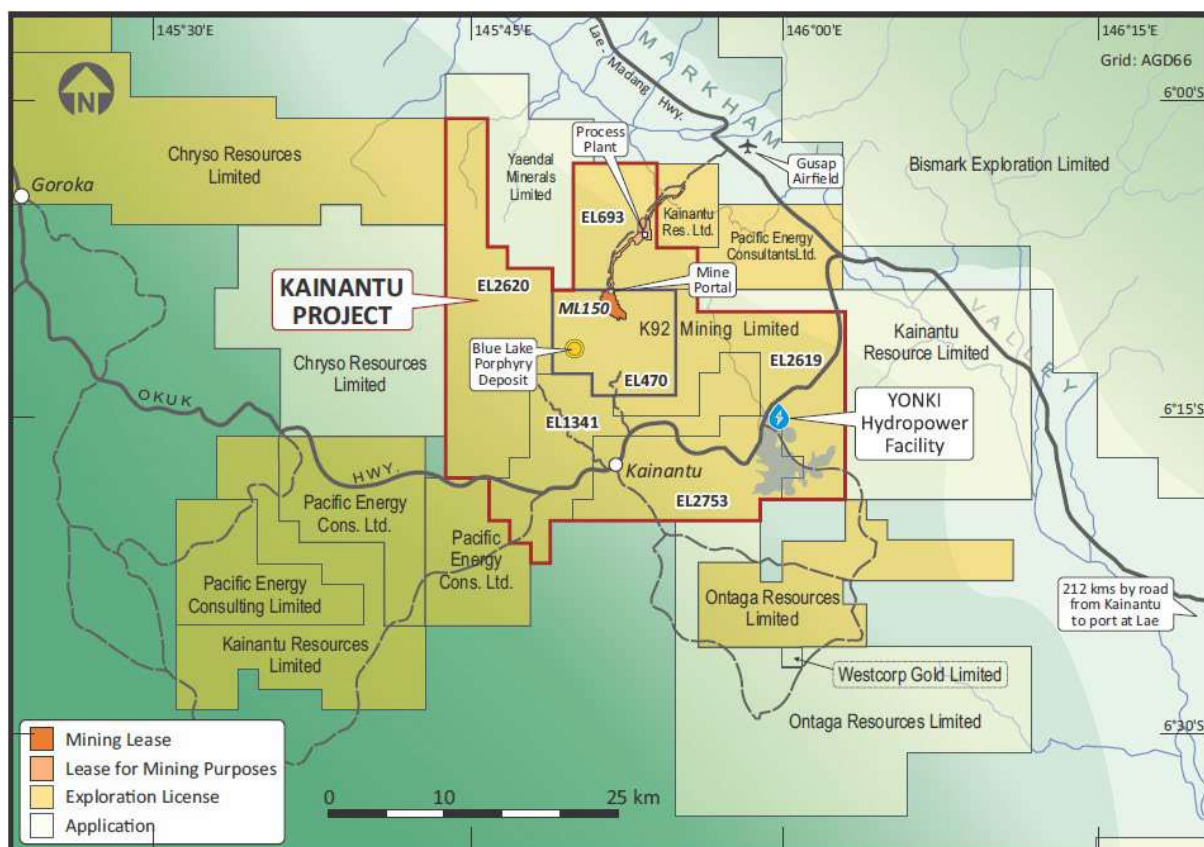 145°30'E
145°45'E
146°00'E
146°15'E
Grid: AGD66
6°00'S
6°15'S
6°30'S
N
Lae - Madang Hwy.
MARKHAM
VALLEY
Process
Plant
Gusap
Airfield
Bismark Exploration Limited
Chryso Resources
Limited
Goroka
Yaendal
Minerals
Limited
EL693
Kainantu
Res. Ltd.
Pacific Energy
ConsultantsLtd.
Mine
Portal
KAINANTU
PROJECT
EL2620
ML150
K92 Mining Limited
Kainantu
Resource Limited
Chryso Resources
Limited
Blue Lake
Porphyry
Deposit
EL470
EL2619
YONKI
Hydropower
Facility
OKUK
HWY.
EL1341
Kainantu
EL2753
Pacific Energy
Cons. Ltd.
Pacific
Energy
Cons. Ltd.
Pacific Energy
Consulting Limited
Kainantu Resources
Limited
Ontaga Resources
Limited
212 kms by road
from Kainantu
to port at Lae
Westcorp Gold Limited
Ontaga Resources Limited
Mining Lease
Lease for Mining Purposes
Exploration License
Application
0 10 25 km